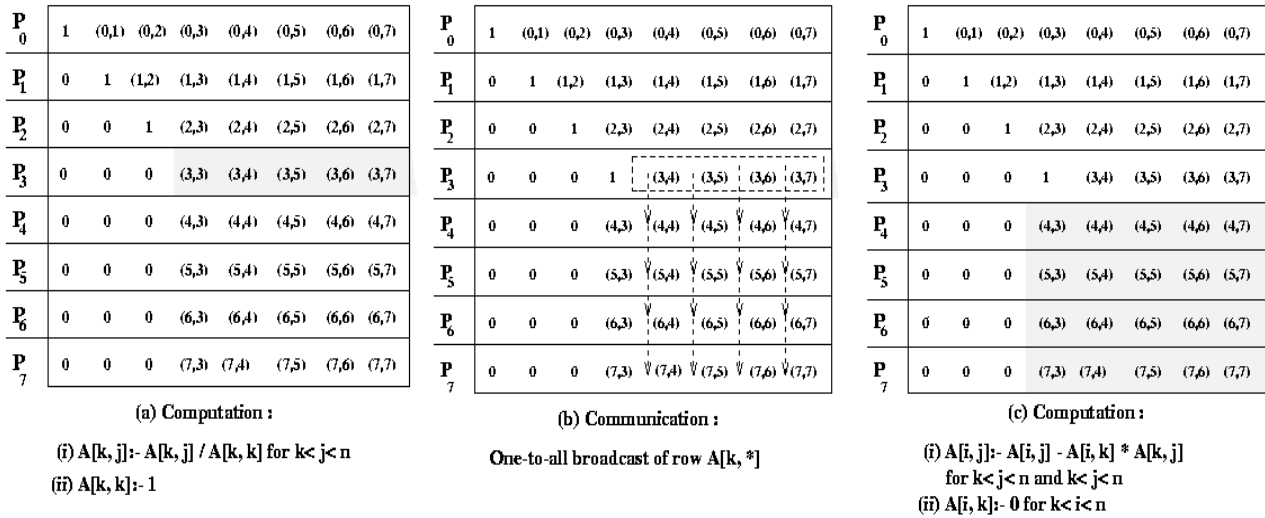 P0 1 (0,1) (0,2) (0,3) (0,4) (0,5) (0,6) (0,7)
P1 0 1 (1,2) (1,3) (1,4) (1,5) (1,6) (1,7)
P2 0 0 1 (2,3) (2,4) (2,5) (2,6) (2,7)
P3 0 0 0 (3,3) (3,4) (3,5) (3,6) (3,7)
P4 0 0 0 (4,3) (4,4) (4,5) (4,6) (4,7)
P5 0 0 0 (5,3) (5,4) (5,5) (5,6) (5,7)
P6 0 0 0 (6,3) (6,4) (6,5) (6,6) (6,7)
P7 0 0 0 (7,3) (7,4) (7,5) (7,6) (7,7)
(a) Computation :
(i) A[k, j]:- A[k, j] / A[k, k] for k< j< n
(ii) A[k, k]:- 1
P0 1 (0,1) (0,2) (0,3) (0,4) (0,5) (0,6) (0,7)
P1 0 1 (1,2) (1,3) (1,4) (1,5) (1,6) (1,7)
P2 0 0 1 (2,3) (2,4) (2,5) (2,6) (2,7)
P3 0 0 0 1 (3,4) (3,5) (3,6) (3,7)
P4 0 0 0 (4,3) (4,4) (4,5) (4,6) (4,7)
P5 0 0 0 (5,3) (5,4) (5,5) (5,6) (5,7)
P6 0 0 0 (6,3) (6,4) (6,5) (6,6) (6,7)
P7 0 0 0 (7,3) (7,4) (7,5) (7,6) (7,7)
(b) Communication :
One-to-all broadcast of row A[k, *]
P0 1 (0,1) (0,2) (0,3) (0,4) (0,5) (0,6) (0,7)
P1 0 1 (1,2) (1,3) (1,4) (1,5) (1,6) (1,7)
P2 0 0 1 (2,3) (2,4) (2,5) (2,6) (2,7)
P3 0 0 0 1 (3,4) (3,5) (3,6) (3,7)
P4 0 0 0 (4,3) (4,4) (4,5) (4,6) (4,7)
P5 0 0 0 (5,3) (5,4) (5,5) (5,6) (5,7)
P6 0 0 0 (6,3) (6,4) (6,5) (6,6) (6,7)
P7 0 0 0 (7,3) (7,4) (7,5) (7,6) (7,7)
(c) Computation :
(i) A[i, j]:- A[i, j] - A[i, k] * A[k, j]
for k< j< n and k< j< n
(ii) A[i, k]:- 0 for k< i< n